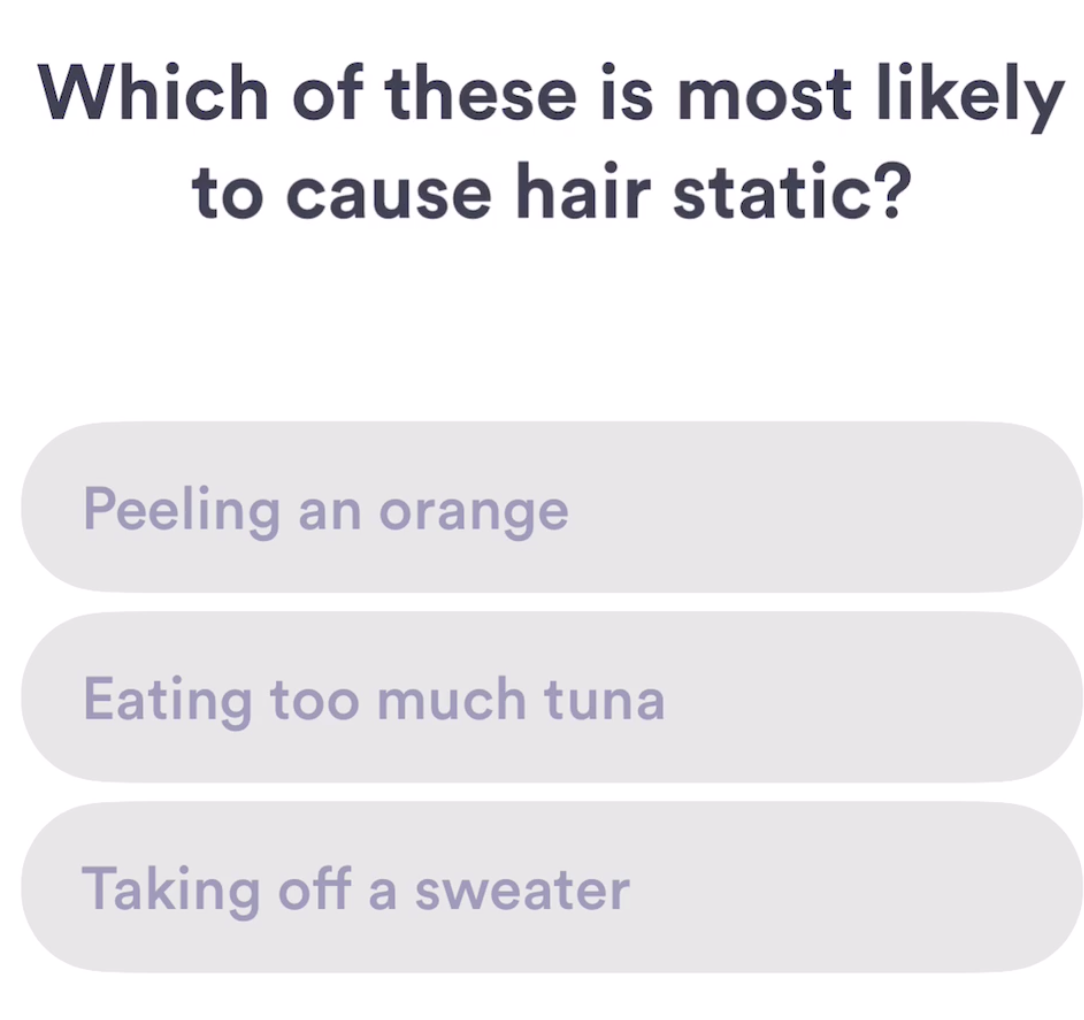 Which of these is most likely
to cause hair static?
Peeling an orange
Eating too much tuna
Taking off a sweater